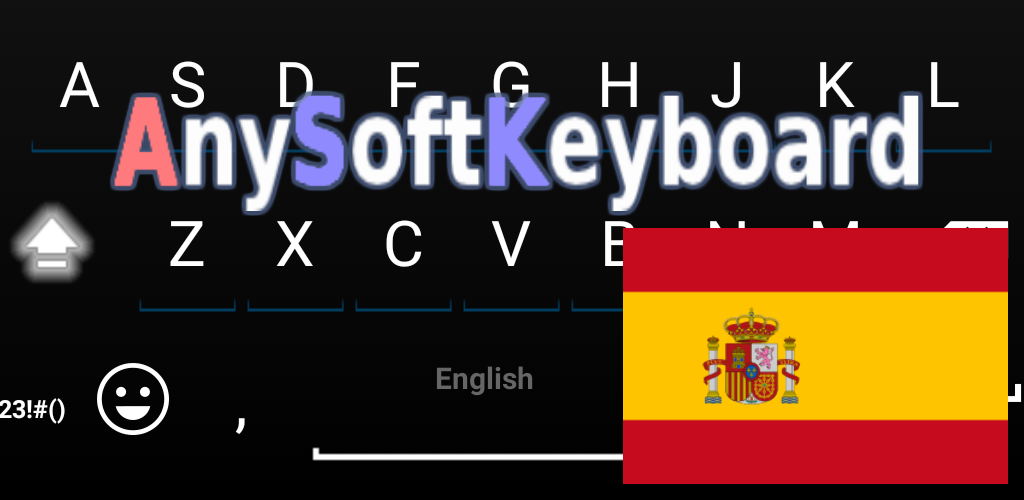 A S D F G H J K L
AnySoftKeyboard
Z X C V B N M
English
23!#()
,